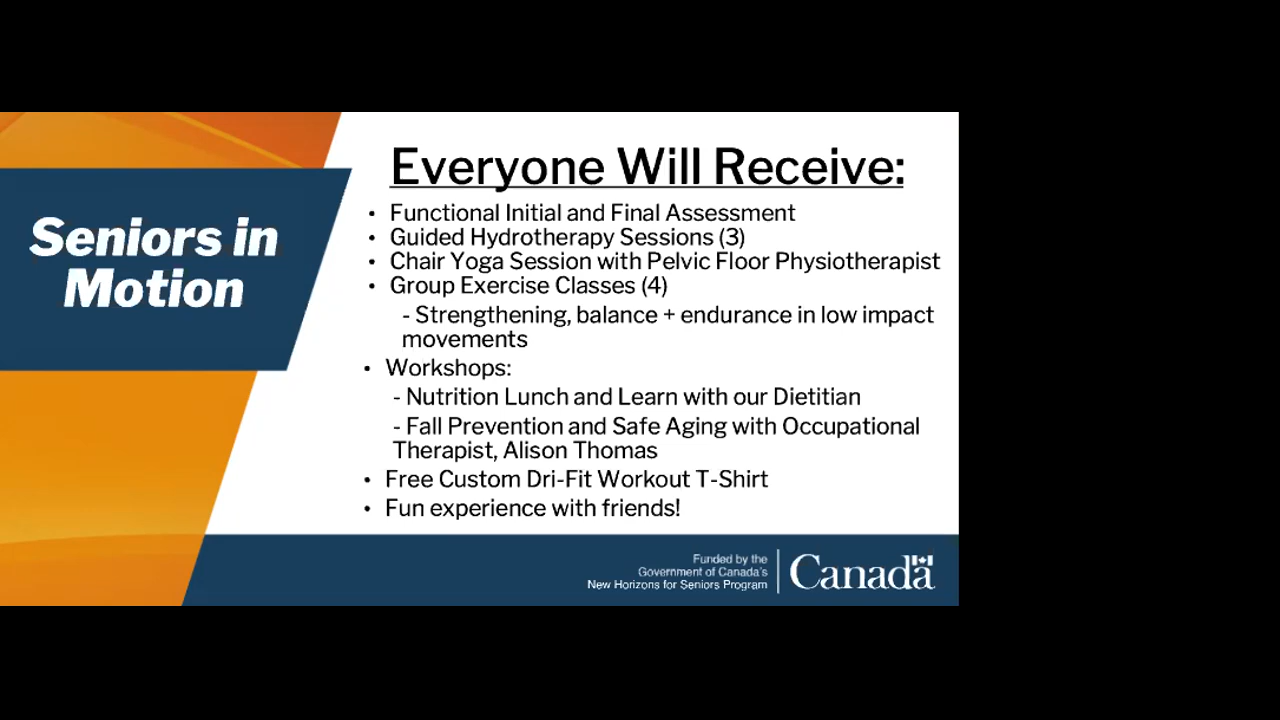 Seniors in
Motion
Everyone Will Receive:
• Functional Initial and Final Assessment
• Guided Hydrotherapy Sessions (3)
• Chair Yoga Session with Pelvic Floor Physiotherapist
• Group Exercise Classes (4)
- Strengthening, balance + endurance in low impact
movements
• Workshops:
- Nutrition Lunch and Learn with our Dietitian
- Fall Prevention and Safe Aging with Occupational
Therapist, Alison Thomas
• Free Custom Dri-Fit Workout T-Shirt
• Fun experience with friends!
Funded by the
Government of Canada's
New Horizons for Seniors Program
Canada